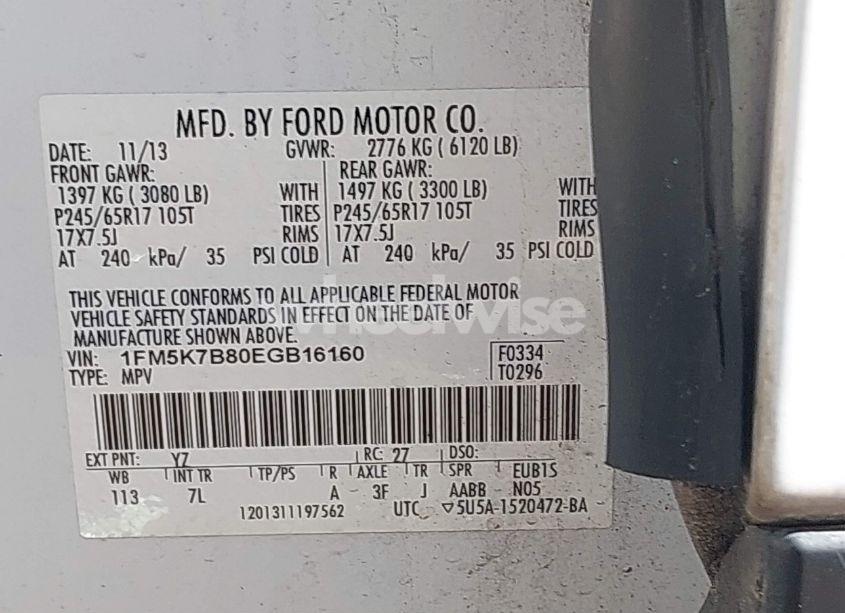 MFD. BY FORD MOTOR CO.
DATE: 11/13 GVWR: 2776 KG ( 6120 LB)
FRONT GAWR: REAR GAWR:
1397 KG ( 3080 LB) WITH 1497 KG ( 3300 LB) WITH
P245/65R17 105T TIRES P245/65R17 105T TIRES
17X7.5J RIMS 17X7.5J RIMS
AT 240 kPa/ 35 PSI COLD AT 240 kPa/ 35 PSI COLD
THIS VEHICLE CONFORMS TO ALL APPLICABLE FEDERAL MOTOR
VEHICLE SAFETY STANDARDS IN EFFECT ON THE DATE OF
MANUFACTURE SHOWN ABOVE.
VIN: 1FM5K7B80EGB16160 F0334
TYPE: MPV T0296
EXT PNT: YZ RC: 27 DSO:
WB INT TR TP/PS R AXLE TR SPR EUB1S
113 7L A 3F J AABB N05
1201311197562 UTC ▽5U5A-1520472-BA